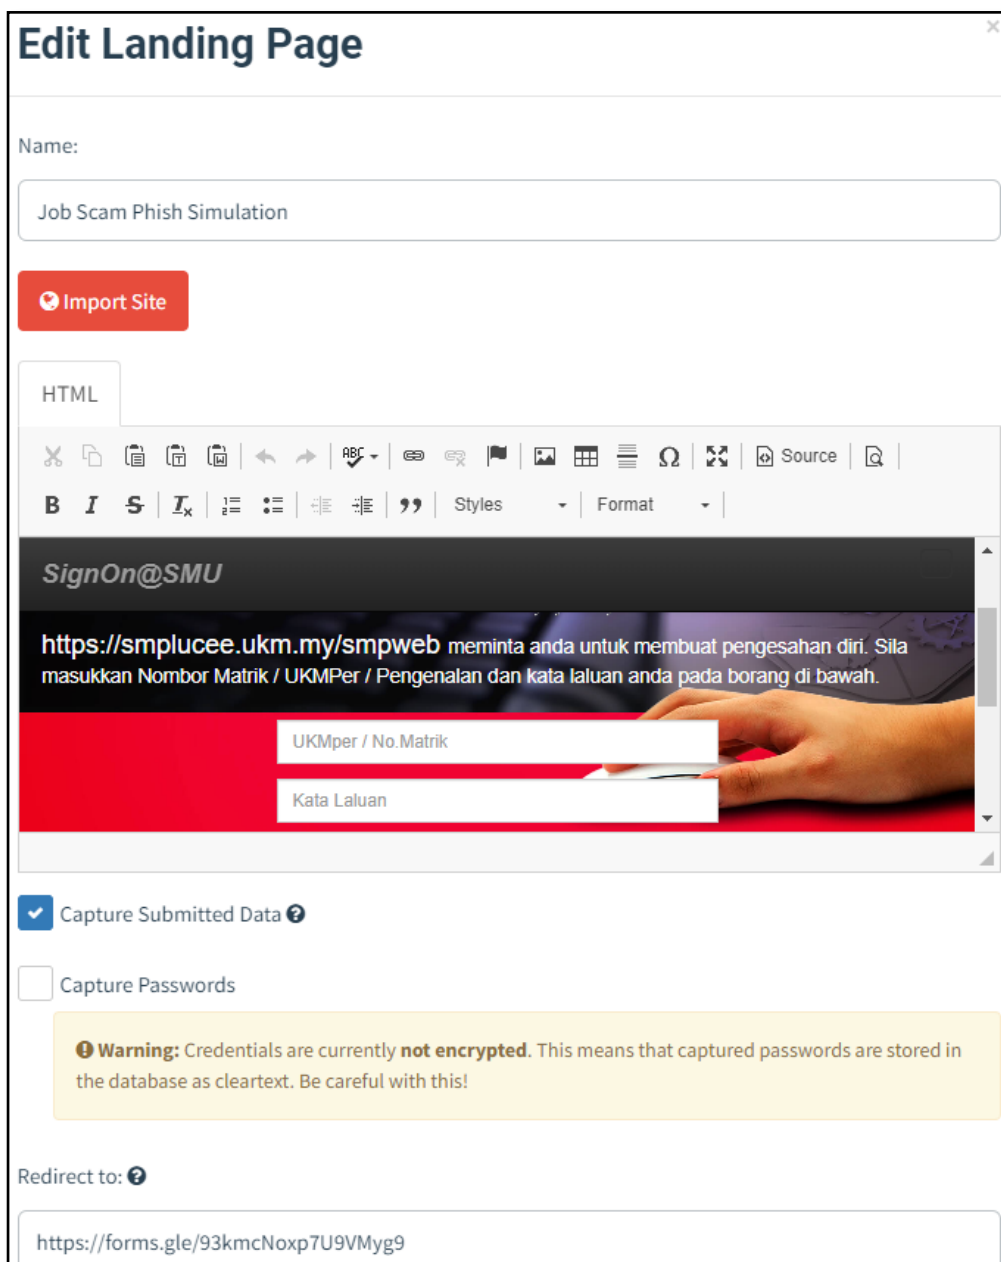 Edit Landing Page
×
Name:
Job Scam Phish Simulation
Import Site
HTML
ABC
Source
B I S Ix
Styles
Format
SignOn@SMU
https://smplucee.ukm.my/smpweb meminta anda untuk membuat pengesahan diri. Sila
masukkan Nombor Matrik / UKMPer / Pengenalan dan kata laluan anda pada borang di bawah.
UKMper / No.Matrik
Kata Laluan
Capture Submitted Data
Capture Passwords
Warning: Credentials are currently not encrypted. This means that captured passwords are stored in
the database as cleartext. Be careful with this!
Redirect to:
https://forms.gle/93kmcNoxp7U9VMyg9